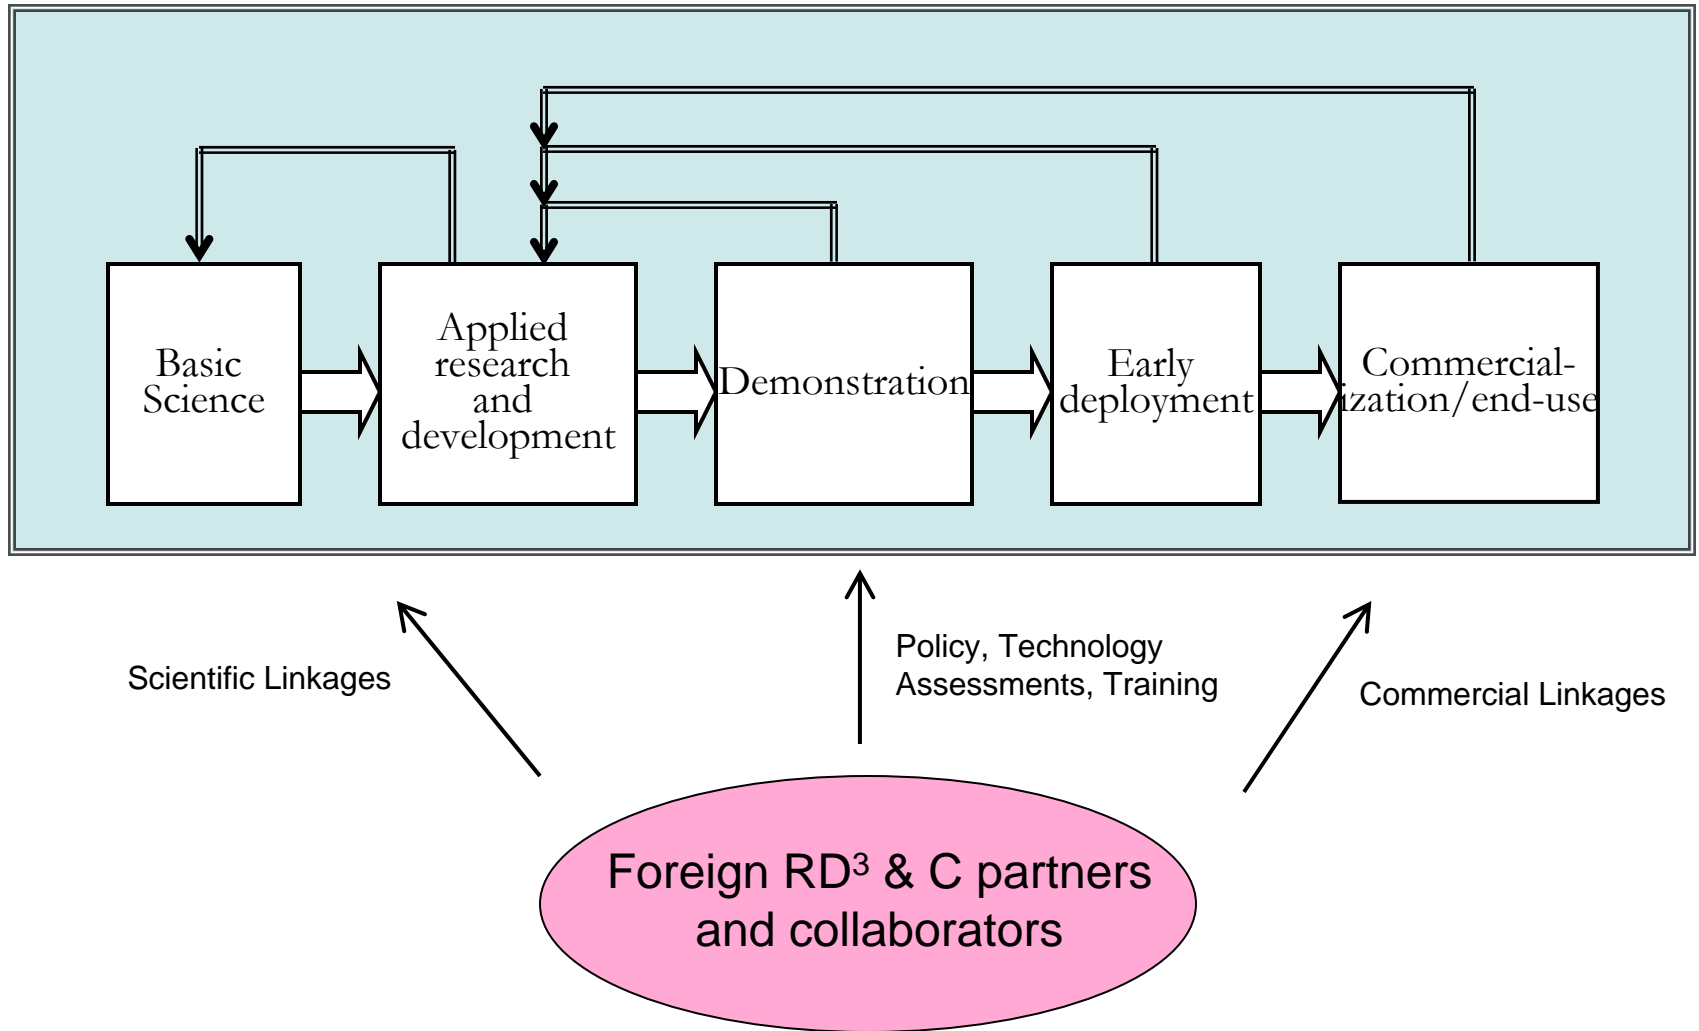 Basic
Science
Applied
research
and
development
Demonstration
Early
deployment
Commercial-
ization/end-use
Scientific Linkages
Policy, Technology
Assessments, Training
Commercial Linkages
Foreign RD³ & C partners
and collaborators